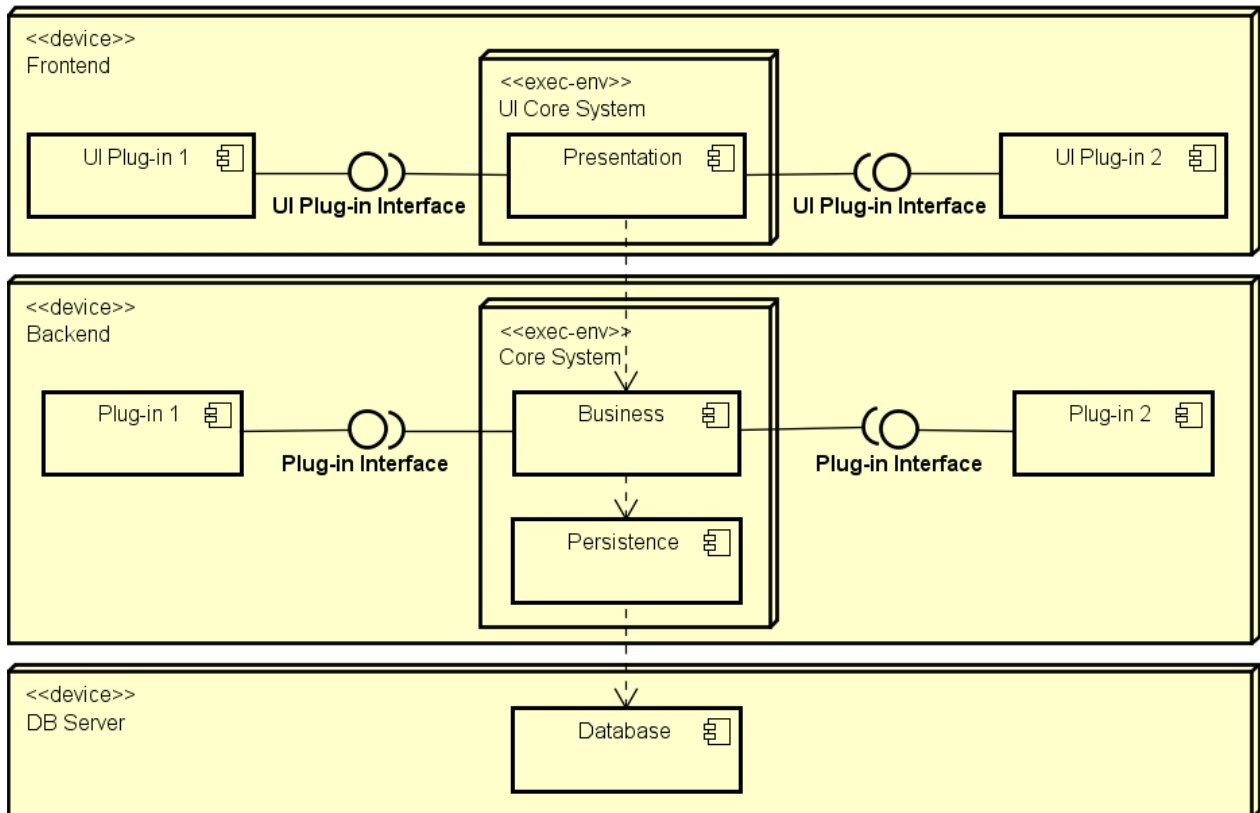 <<device>>
Frontend
<<exec-env>>
UI Core System
UI Plug-in 1
Presentation
UI Plug-in 2
UI Plug-in Interface
UI Plug-in Interface
<<device>>
Backend
<<exec-env>>
Core System
Plug-in 1
Business
Plug-in 2
Plug-in Interface
Plug-in Interface
Persistence
<<device>>
DB Server
Database